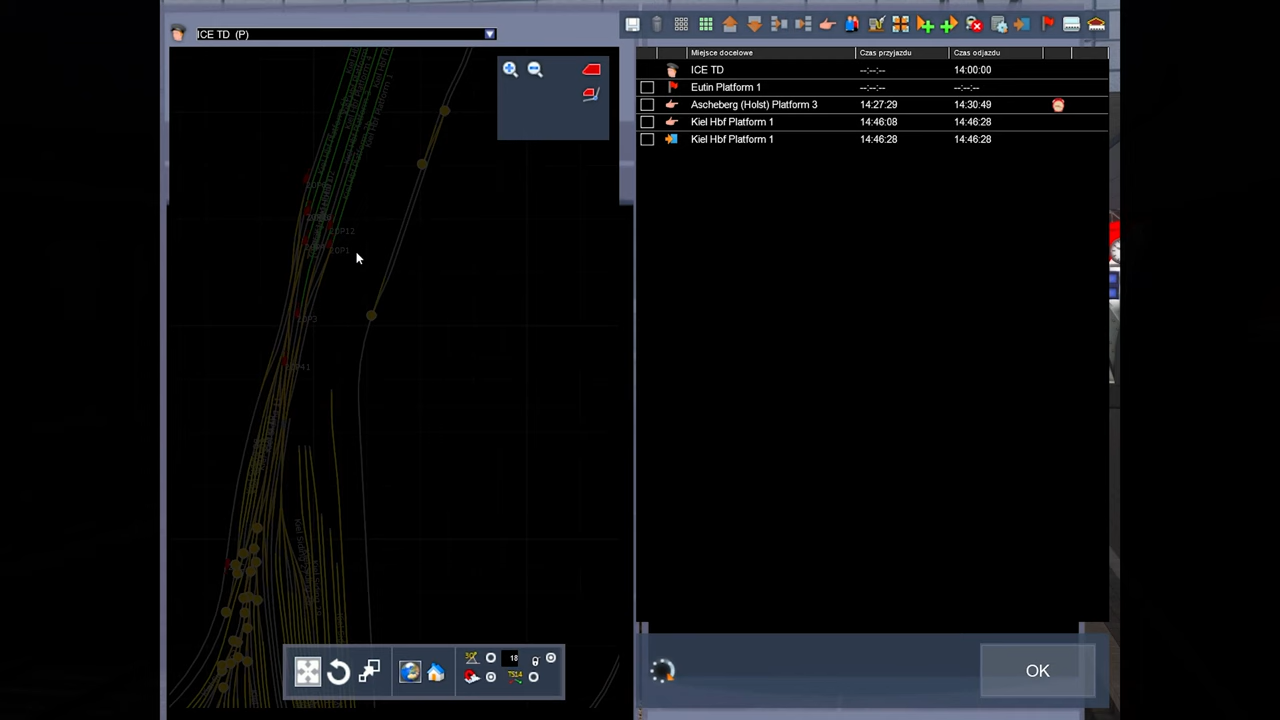 ICE TD (P)
Miejsce docelowe Czas przyjazdu Czas odjazdu
ICE TD --:--:-- 14:00:00
Eutin Platform 1 --:--:-- --:--:--
Ascheberg (Holst) Platform 3 14:27:29 14:30:49
Kiel Hbf Platform 1 14:46:08 14:46:28
Kiel Hbf Platform 1 14:46:28 14:46:28
18
TS14
OK